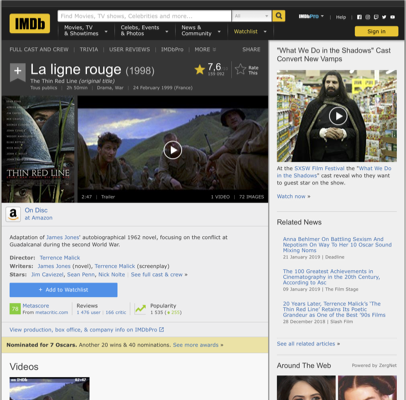 IMDb
Find Movies, TV shows, Celebrities and more...
All
IMDbPro
Help
Movies, TV
& Showtimes
Celebs, Events
& Photos
News &
Community
Watchlist
Sign in
FULL CAST AND CREW | TRIVIA | USER REVIEWS | IMDbPro | MORE
SHARE
La ligne rouge (1998)
The Thin Red Line (original title)
Tous publics | 2h 50min | Drama, War | 24 February 1999 (France)
7,6
Rate
This
THIN RED LINE
2:47 | Trailer
1 VIDEO | 72 IMAGES
On Disc
at Amazon
Adaptation of James Jones' autobiographical 1962 novel, focusing on the conflict at
Guadalcanal during the second World War.
Director: Terrence Malick
Writers: James Jones (novel), Terrence Malick (screenplay)
Stars: Jim Caviezel, Sean Penn, Nick Nolte | See full cast & crew »
+ Add to Watchlist
Metascore
From metacritic.com
Reviews
1 476 user | 166 critic
Popularity
1 535
View production, box office, & company info on IMDbPro
Nominated for 7 Oscars. Another 20 wins & 40 nominations. See more awards »
Videos
"What We Do in the Shadows" Cast
Convert New Vamps
At the SXSW Film Festival the "What We Do
in the Shadows" cast reveal who they
want to guest star on the show.
Watch now »
Related News
Anna Behlmer On Battling Sexism And
Nepotism On Way To Her 10 Oscar Sound
Mixing Noms
21 January 2019 | Deadline
The 100 Greatest Achievements in
Cinematography in the 20th Century,
According to Asc
09 January 2019 | The Film Stage
20 Years Later, Terrence Malick's 'The
Thin Red Line' Retains Its Poetic
Grandeur as One of the Best '90s Films
28 December 2018 | Slash Film
See all related articles »
Around The Web
Powered by ZergNet